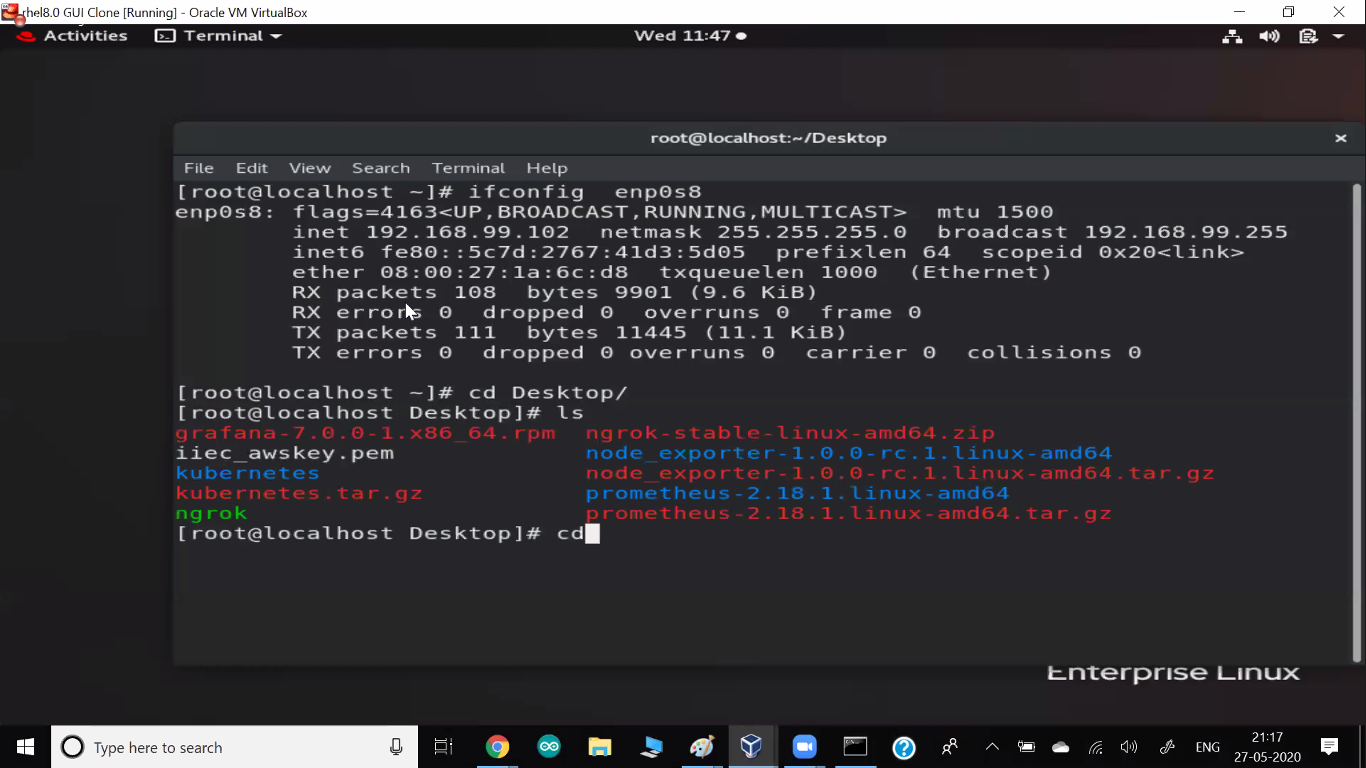 rhel8.0 GUI Clone [Running] - Oracle VM VirtualBox
Activities Terminal Wed 11:47
root@localhost:~/Desktop
File Edit View Search Terminal Help
[root@localhost ~]# ifconfig  enp0s8
enp0s8: flags=4163<UP,BROADCAST,RUNNING,MULTICAST>  mtu 1500
        inet 192.168.99.102  netmask 255.255.255.0  broadcast 192.168.99.255
        inet6 fe80::5c7d:2767:41d3:5d05  prefixlen 64  scopeid 0x20<link>
        ether 08:00:27:1a:6c:d8  txqueuelen 1000  (Ethernet)
        RX packets 108  bytes 9901 (9.6 KiB)
        RX errors 0  dropped 0  overruns 0  frame 0
        TX packets 111  bytes 11445 (11.1 KiB)
        TX errors 0  dropped 0 overruns 0  carrier 0  collisions 0
[root@localhost ~]# cd Desktop/
[root@localhost Desktop]# ls
grafana-7.0.0-1.x86_64.rpm  ngrok-stable-linux-amd64.zip
iiec_awskey.pem             node_exporter-1.0.0-rc.1.linux-amd64
kubernetes                  node_exporter-1.0.0-rc.1.linux-amd64.tar.gz
kubernetes.tar.gz           prometheus-2.18.1.linux-amd64
ngrok                       prometheus-2.18.1.linux-amd64.tar.gz
[root@localhost Desktop]# cd
Enterprise Linux
Type here to search
ENG
21:17
27-05-2020